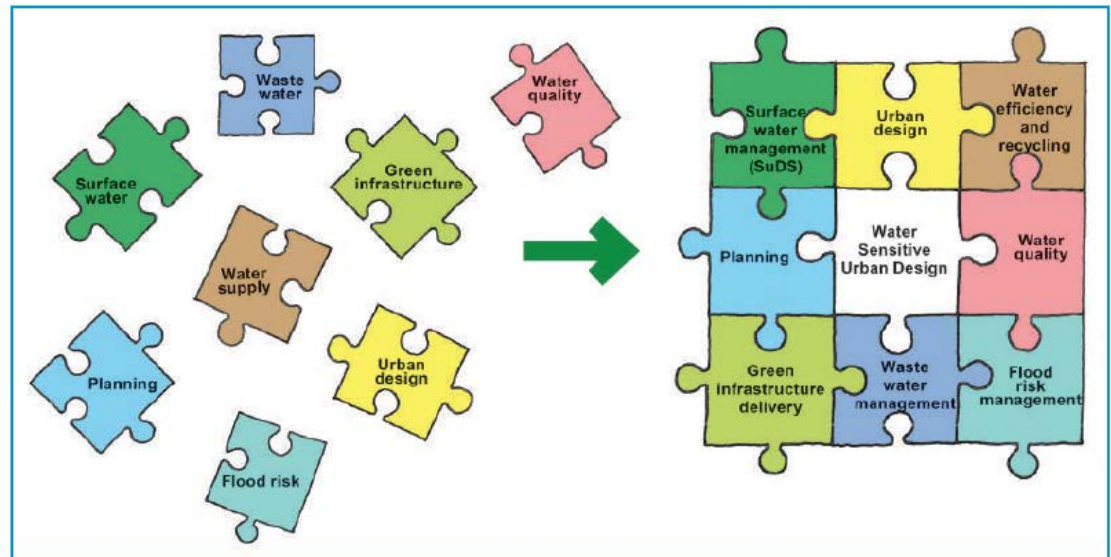 Waste
water
Water
quality
Surface
water
Green
infrastructure
Water
supply
Planning
Urban
design
Flood risk
Surface
water
management
(SuDS)
Urban
design
Water
efficiency
and
recycling
Planning
Water
Sensitive
Urban Design
Water
quality
Green
infrastructure
delivery
Waste
water
management
Flood
risk
management